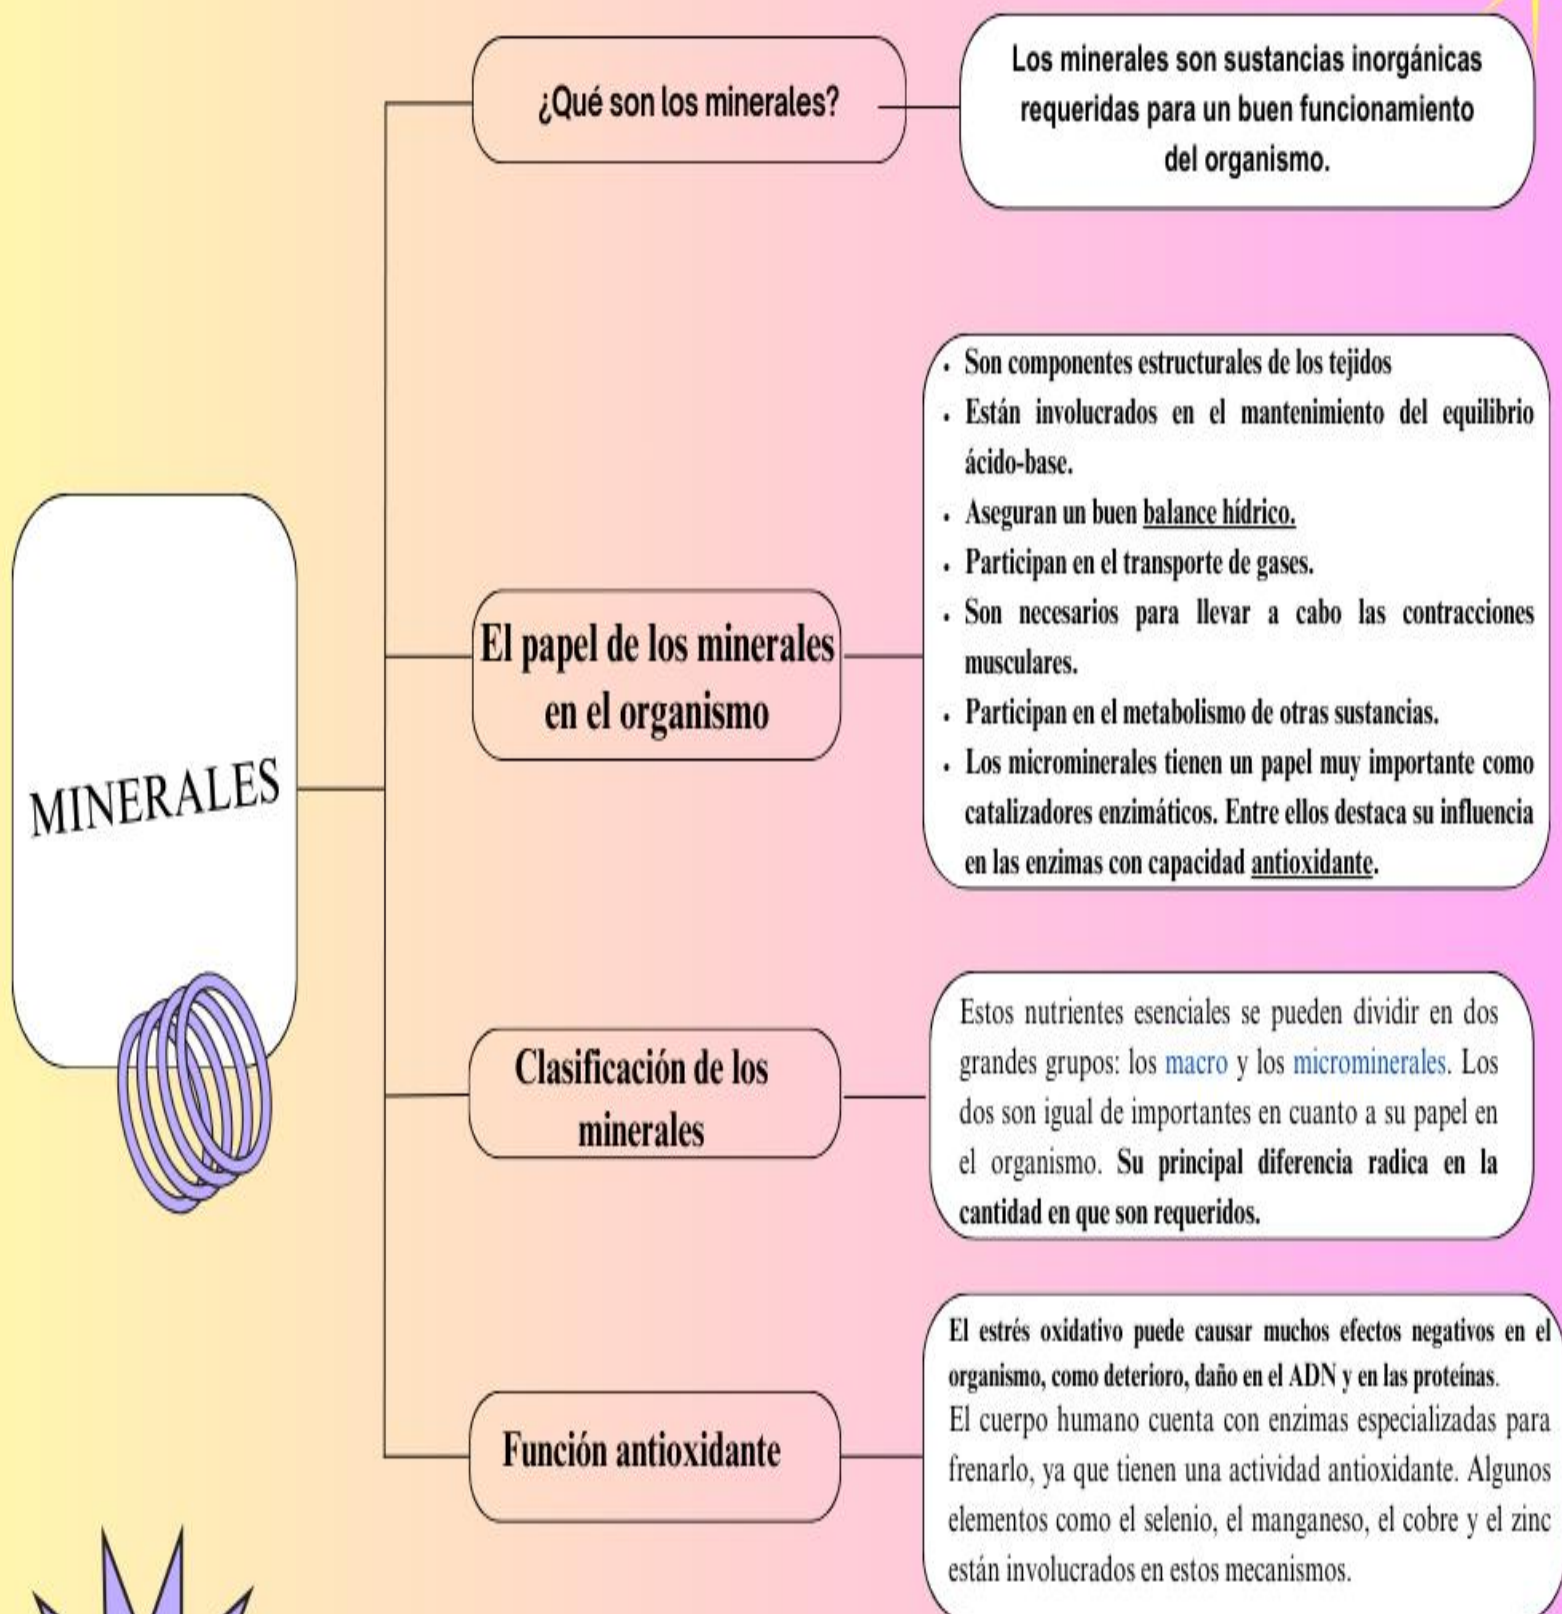 ¿Qué son los minerales?
Los minerales son sustancias inorgánicas
requeridas para un buen funcionamiento
del organismo.
MINERALES
El papel de los minerales
en el organismo
• Son componentes estructurales de los tejidos
• Están involucrados en el mantenimiento del equilibrio
ácido-base.
• Aseguran un buen balance hídrico.
• Participan en el transporte de gases.
• Son necesarios para llevar a cabo las contracciones
musculares.
• Participan en el metabolismo de otras sustancias.
• Los microminerales tienen un papel muy importante como
catalizadores enzimáticos. Entre ellos destaca su influencia
en las enzimas con capacidad antioxidante.
Clasificación de los
minerales
Estos nutrientes esenciales se pueden dividir en dos
grandes grupos: los macro y los microminerales. Los
dos son igual de importantes en cuanto a su papel en
el organismo. Su principal diferencia radica en la
cantidad en que son requeridos.
Función antioxidante
El estrés oxidativo puede causar muchos efectos negativos en el
organismo, como deterioro, daño en el ADN y en las proteínas.
El cuerpo humano cuenta con enzimas especializadas para
frenarlo, ya que tienen una actividad antioxidante. Algunos
elementos como el selenio, el manganeso, el cobre y el zinc
están involucrados en estos mecanismos.